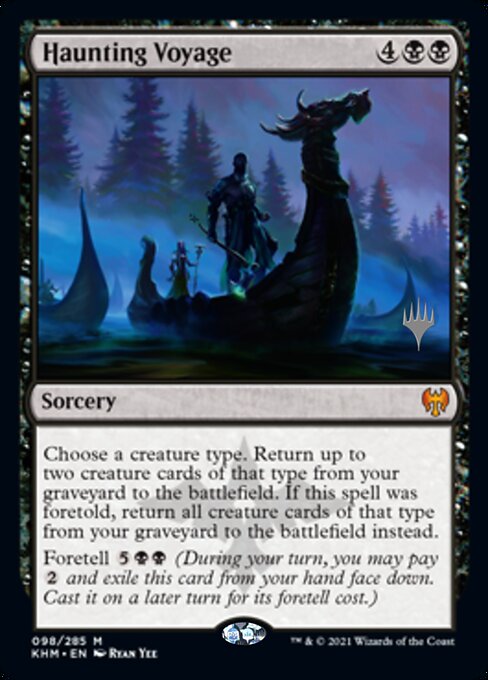 Haunting Voyage 4
Sorcery
Choose a creature type. Return up to
two creature cards of that type from your
graveyard to the battlefield. If this spell was
foretold, return all creature cards of that type
from your graveyard to the battlefield instead.
Foretell 5 (During your turn, you may pay
2 and exile this card from your hand face down.
Cast it on a later turn for its foretell cost.)
098/285 M
KHM • EN Ryan Yee
™ & © 2021 Wizards of the Coast